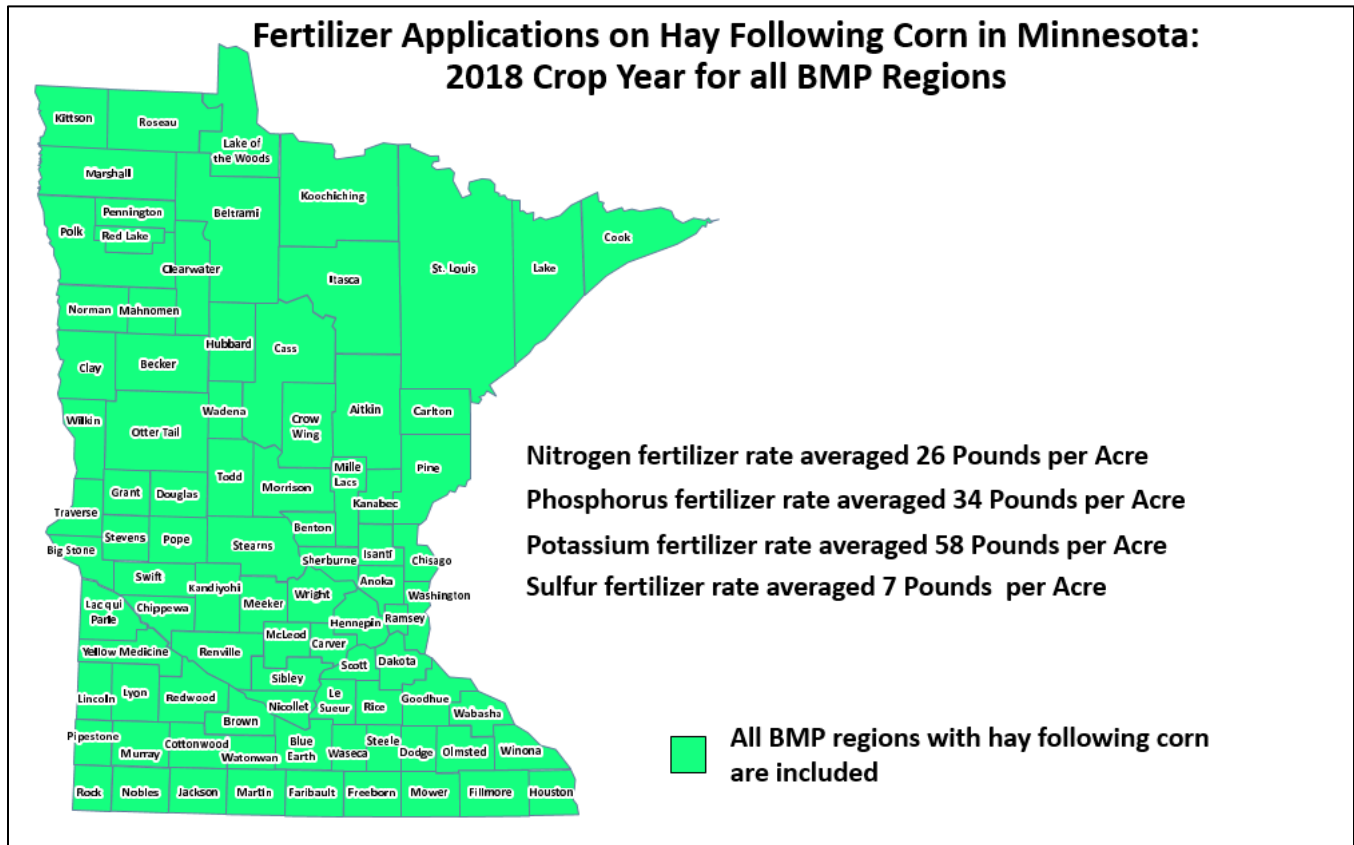 Fertilizer Applications on Hay Following Corn in Minnesota:
2018 Crop Year for all BMP Regions
Kittson
Roseau
Lake of
the Woods
Marshall
Koochiching
Pennington
Beltrami
Polk
Red Lake
Cook
Clearwater
St. Louis
Lake
Itasca
Norman
Mahnomen
Hubbard
Cass
Clay
Becker
Wadena
Aitkin
Carlton
Wilkin
Crow
Wing
Otter Tail
Mille
Lacs
Pine
Todd
Morrison
Grant
Douglas
Kanabec
Traverse
Benton
Stevens
Pope
Stearns
Big Stone
Sherburne
Isanti
Chisago
Swift
Kandiyohi
Anoka
Wright
Washington
Lac qui
Parle
Chippewa
Meeker
Hennepin
Ramsey
McLeod
Carver
Yellow Medicine
Renville
Scott
Dakota
Sibley
Lincoln
Lyon
Redwood
Nicollet
Le
Sueur
Rice
Goodhue
Wabasha
Brown
Pipestone
Murray
Cottonwood
Watonwan
Blue
Earth
Waseca
Steele
Dodge
Olmsted
Winona
Rock
Nobles
Jackson
Martin
Faribault
Freeborn
Mower
Fillmore
Houston
Nitrogen fertilizer rate averaged 26 Pounds per Acre
Phosphorus fertilizer rate averaged 34 Pounds per Acre
Potassium fertilizer rate averaged 58 Pounds per Acre
Sulfur fertilizer rate averaged 7 Pounds  per Acre
All BMP regions with hay following corn
are included